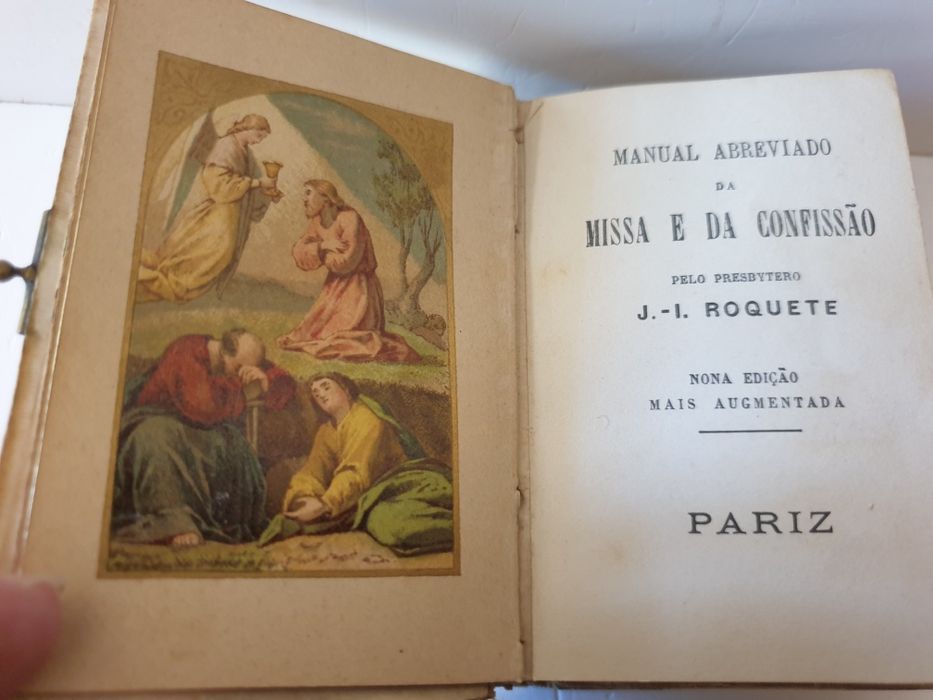 MANUAL ABREVIADO
DA
MISSA E DA CONFISSÃO
PELO PRESBYTERO
J.-I. ROQUETE
NONA EDIÇÃO
MAIS AUGMENTADA
PARIZ